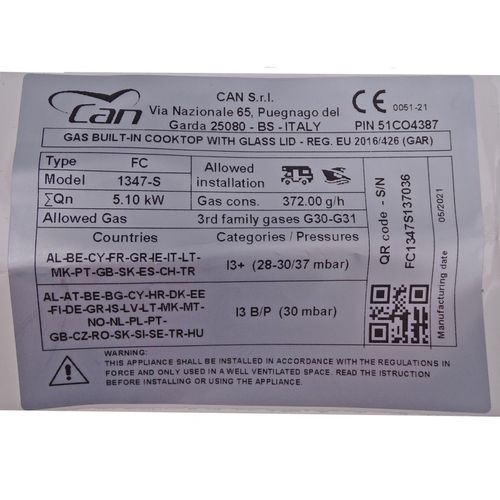 can
CAN S.r.l.
Via Nazionale 65, Puegnago del
Garda 25080 - BS - ITALY
CE 0051-21
PIN 51CO4387
GAS BUILT-IN COOKTOP WITH GLASS LID - REG. EU 2016/426 (GAR)
Type FC
Model 1347-S
∑Qn 5.10 kW
Allowed
installation
Gas cons. 372.00 g/h
Allowed Gas 3rd family gases G30-G31
Countries Categories / Pressures
AL-BE-CY-FR-GR-IE-IT-LT-
MK-PT-GB-SK-ES-CH-TR
I3+ (28-30/37 mbar)
AL-AT-BE-BG-CY-HR-DK-EE
-FI-DE-GR-IS-LV-LT-MK-MT-
NO-NL-PL-PT-
GB-CZ-RO-SK-SI-SE-TR-HU
I3 B/P (30 mbar)
QR code - S/N
FC1347S137036
05/2021
WARNING:
THIS APPLIANCE SHALL BE INSTALLED IN ACCORDANCE WITH THE REGULATIONS IN
FORCE AND ONLY USED IN A WELL VENTILATED SPACE. READ THE ISTRUCTION
BEFORE INSTALLING OR USING THE APPLIANCE.